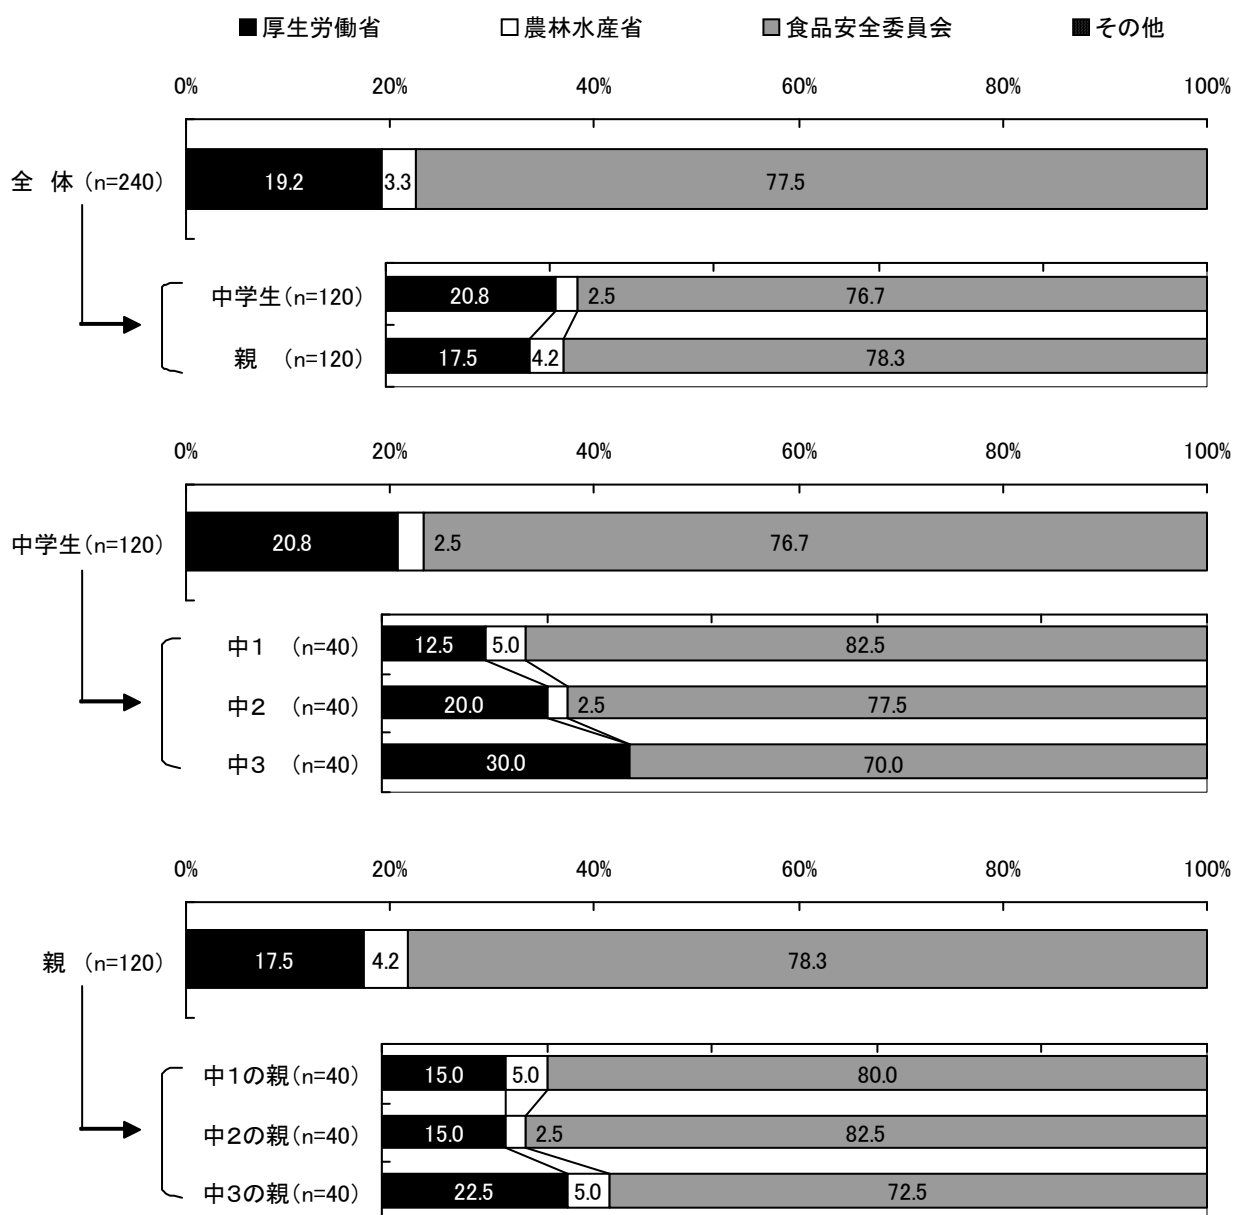 ■厚生労働省 □農林水産省 ■食品安全委員会 ■その他
0% 20% 40% 60% 80% 100%
全 体 (n=240) 19.2 3.3 77.5
中学生(n=120) 20.8 2.5 76.7
親 (n=120) 17.5 4.2 78.3
0% 20% 40% 60% 80% 100%
中学生(n=120) 20.8 2.5 76.7
中1 (n=40) 12.5 5.0 82.5
中2 (n=40) 20.0 2.5 77.5
中3 (n=40) 30.0 70.0
0% 20% 40% 60% 80% 100%
親 (n=120) 17.5 4.2 78.3
中1の親(n=40) 15.0 5.0 80.0
中2の親(n=40) 15.0 2.5 82.5
中3の親(n=40) 22.5 5.0 72.5